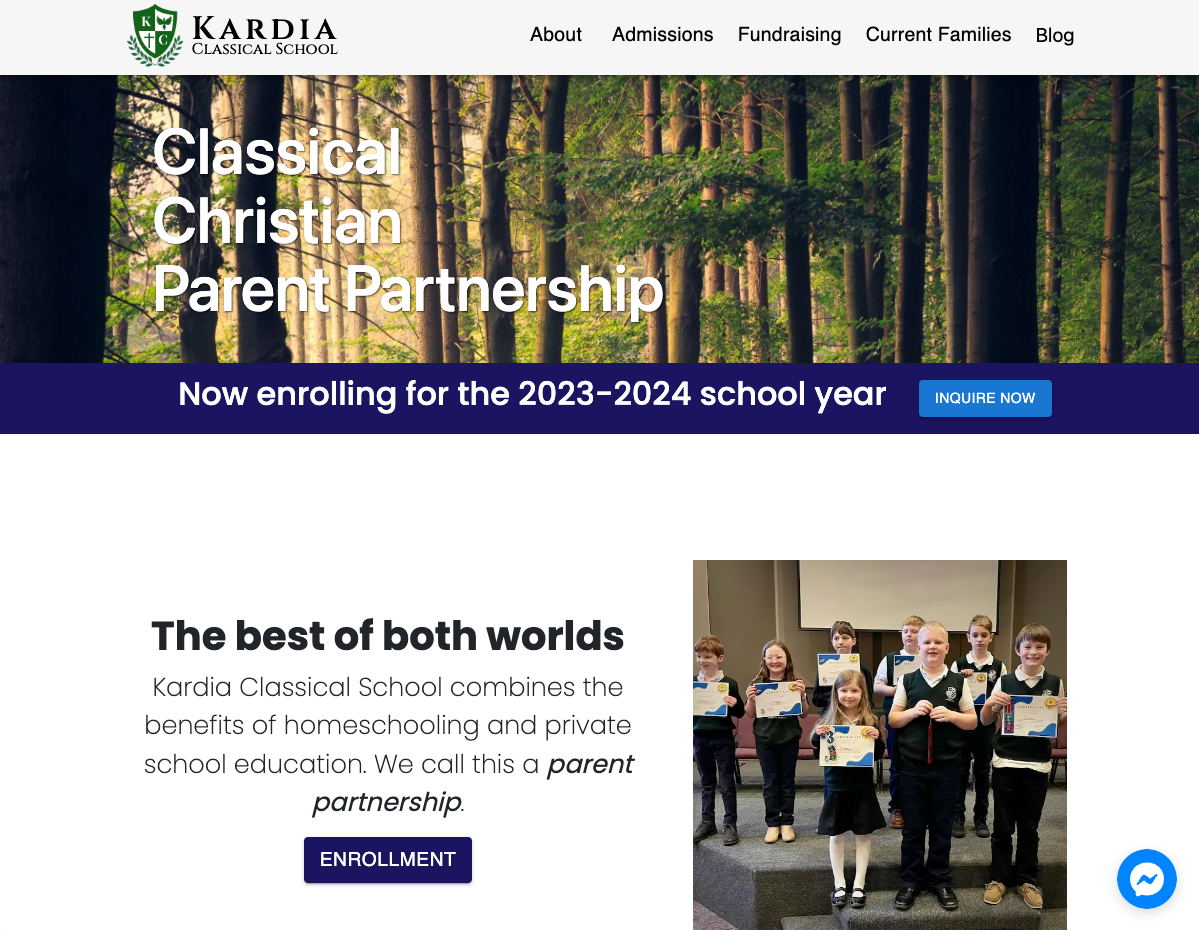 K
C
KARDIA
CLASSICAL SCHOOL
About
Admissions
Fundraising
Current Families
Blog
Classical
Christian
Parent Partnership
Now enrolling for the 2023-2024 school year
INQUIRE NOW
The best of both worlds
Kardia Classical School combines the
benefits of homeschooling and private
school education. We call this a parent
partnership.
ENROLLMENT